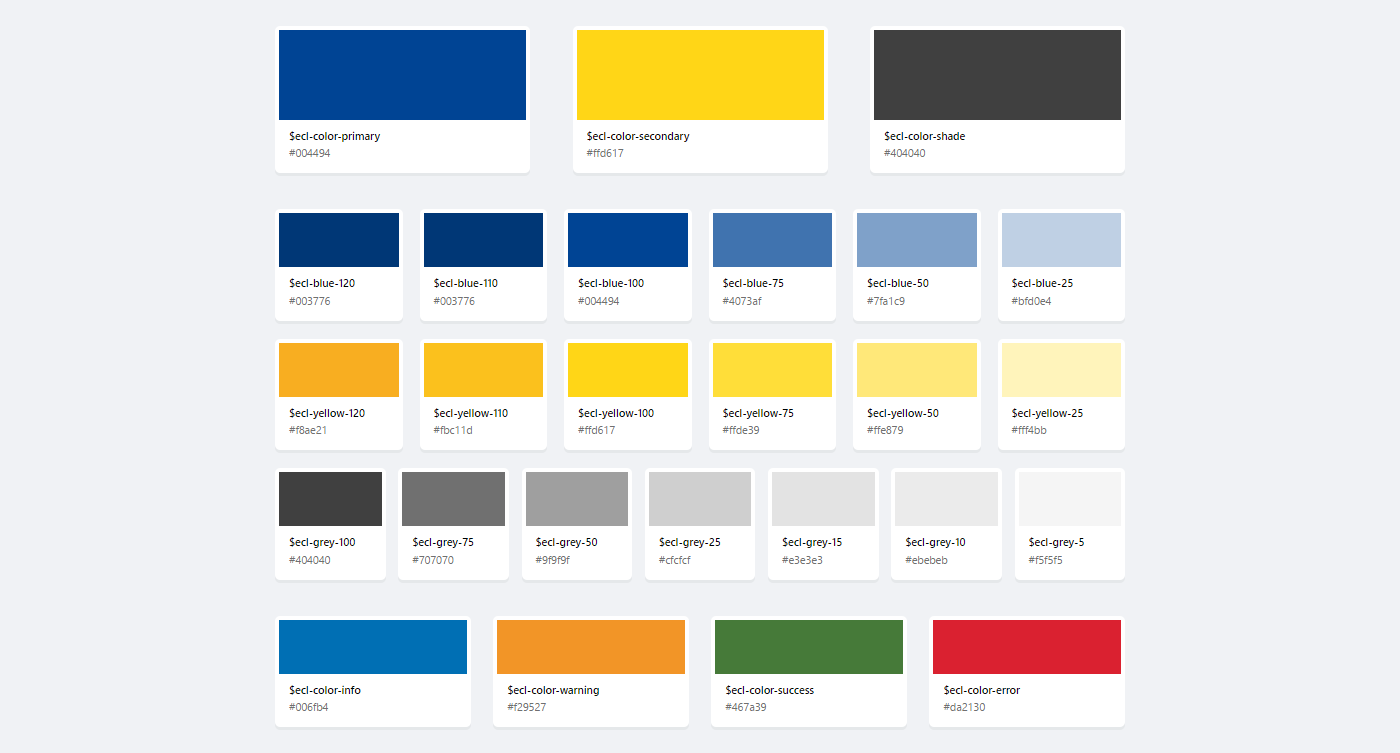 $ecl-color-primary
#004494
$ecl-color-secondary
#ffd617
$ecl-color-shade
#404040
$ecl-blue-120
#003776
$ecl-blue-110
#003776
$ecl-blue-100
#004494
$ecl-blue-75
#4073af
$ecl-blue-50
#7fa1c9
$ecl-blue-25
#bfd0e4
$ecl-yellow-120
#f8ae21
$ecl-yellow-110
#fbc11d
$ecl-yellow-100
#ffd617
$ecl-yellow-75
#ffde39
$ecl-yellow-50
#ffe879
$ecl-yellow-25
#fff4bb
$ecl-grey-100
#404040
$ecl-grey-75
#707070
$ecl-grey-50
#9f9f9f
$ecl-grey-25
#cfcfcf
$ecl-grey-15
#e3e3e3
$ecl-grey-10
#ebebeb
$ecl-grey-5
#f5f5f5
$ecl-color-info
#006fb4
$ecl-color-warning
#f29527
$ecl-color-success
#467a39
$ecl-color-error
#da2130